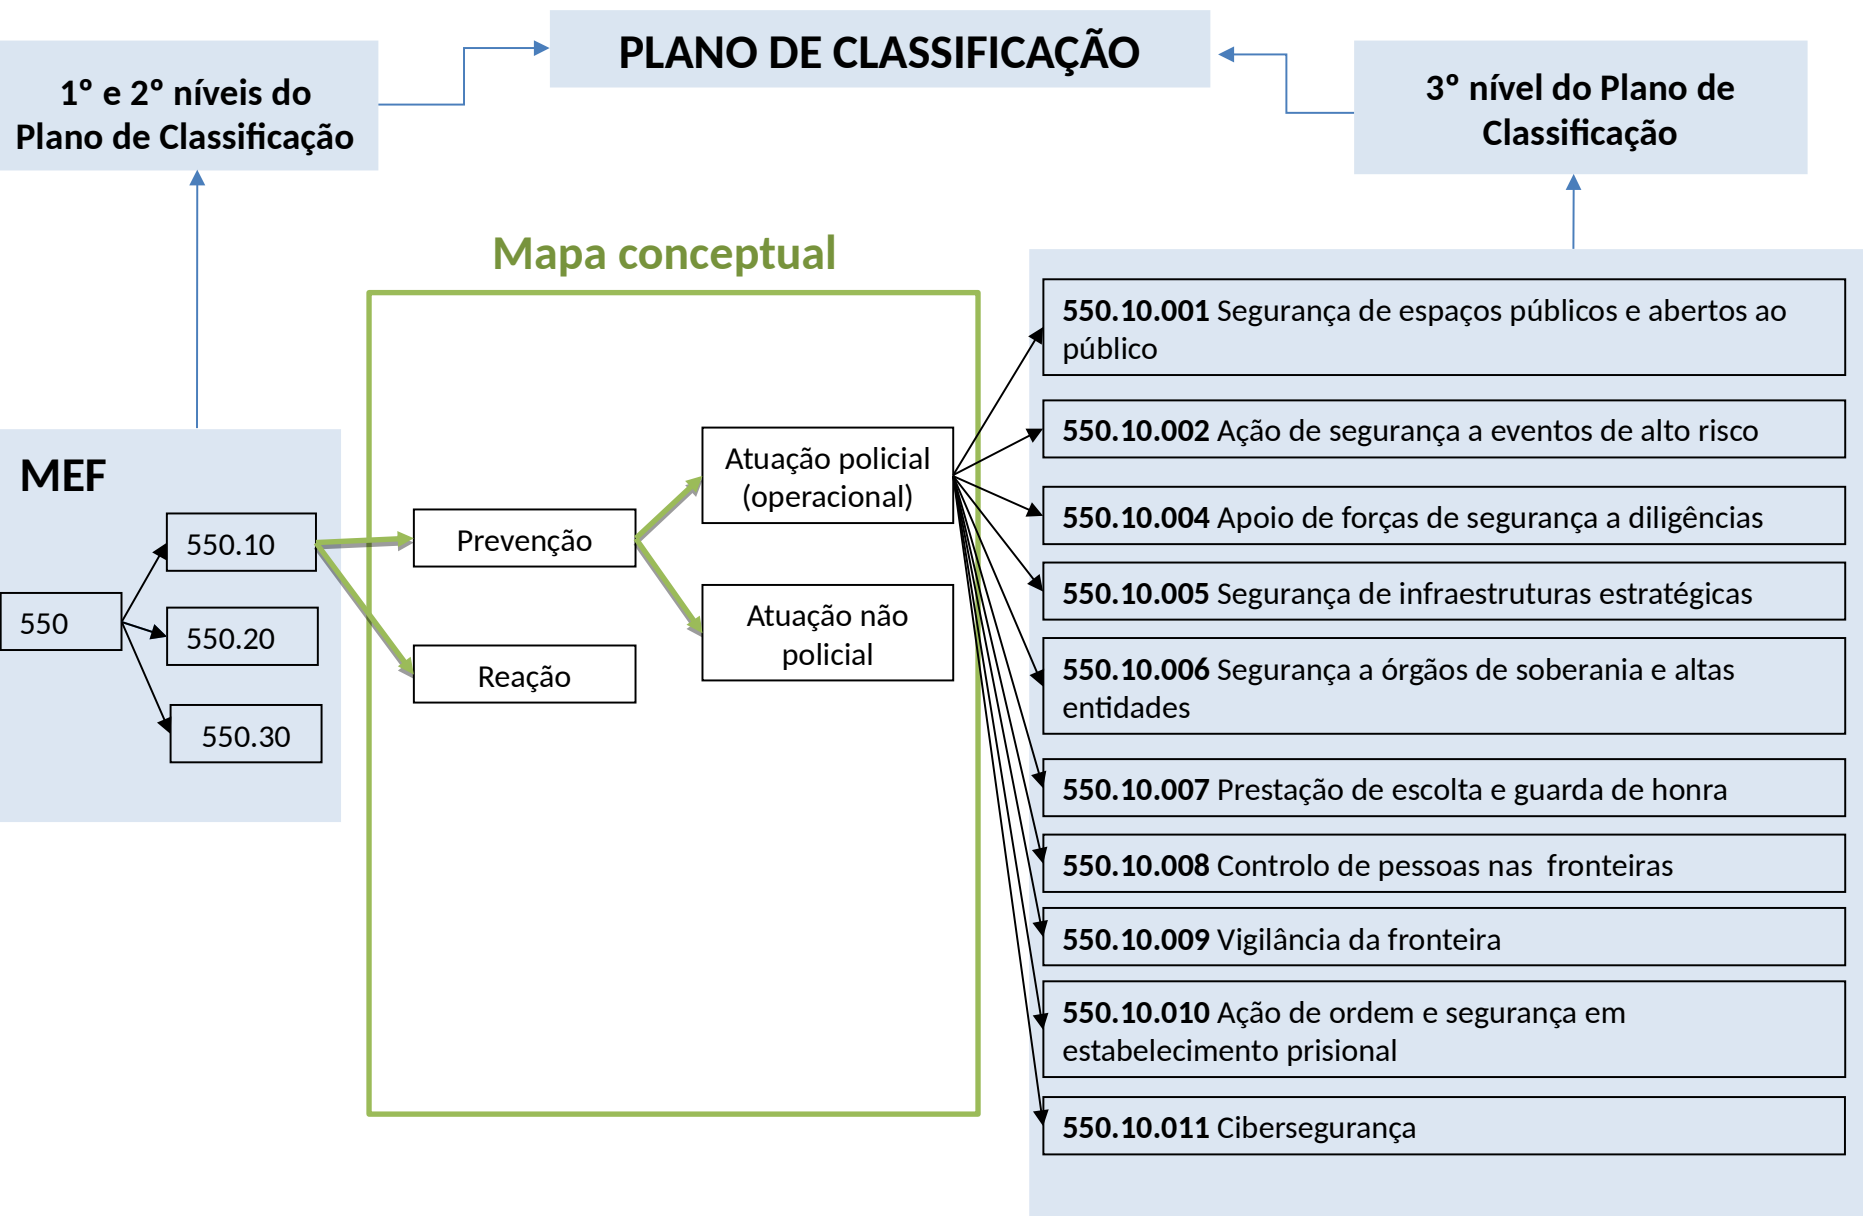 PLANO DE CLASSIFICAÇÃO
1º e 2º níveis do
Plano de Classificação
3º nível do Plano de
Classificação
Mapa conceptual
MEF
550
550.10
550.20
550.30
Prevenção
Reação
Atuação policial
(operacional)
Atuação não
policial
550.10.001 Segurança de espaços públicos e abertos ao
público
550.10.002 Ação de segurança a eventos de alto risco
550.10.004 Apoio de forças de segurança a diligências
550.10.005 Segurança de infraestruturas estratégicas
550.10.006 Segurança a órgãos de soberania e altas
entidades
550.10.007 Prestação de escolta e guarda de honra
550.10.008 Controlo de pessoas nas  fronteiras
550.10.009 Vigilância da fronteira
550.10.010 Ação de ordem e segurança em
estabelecimento prisional
550.10.011 Cibersegurança